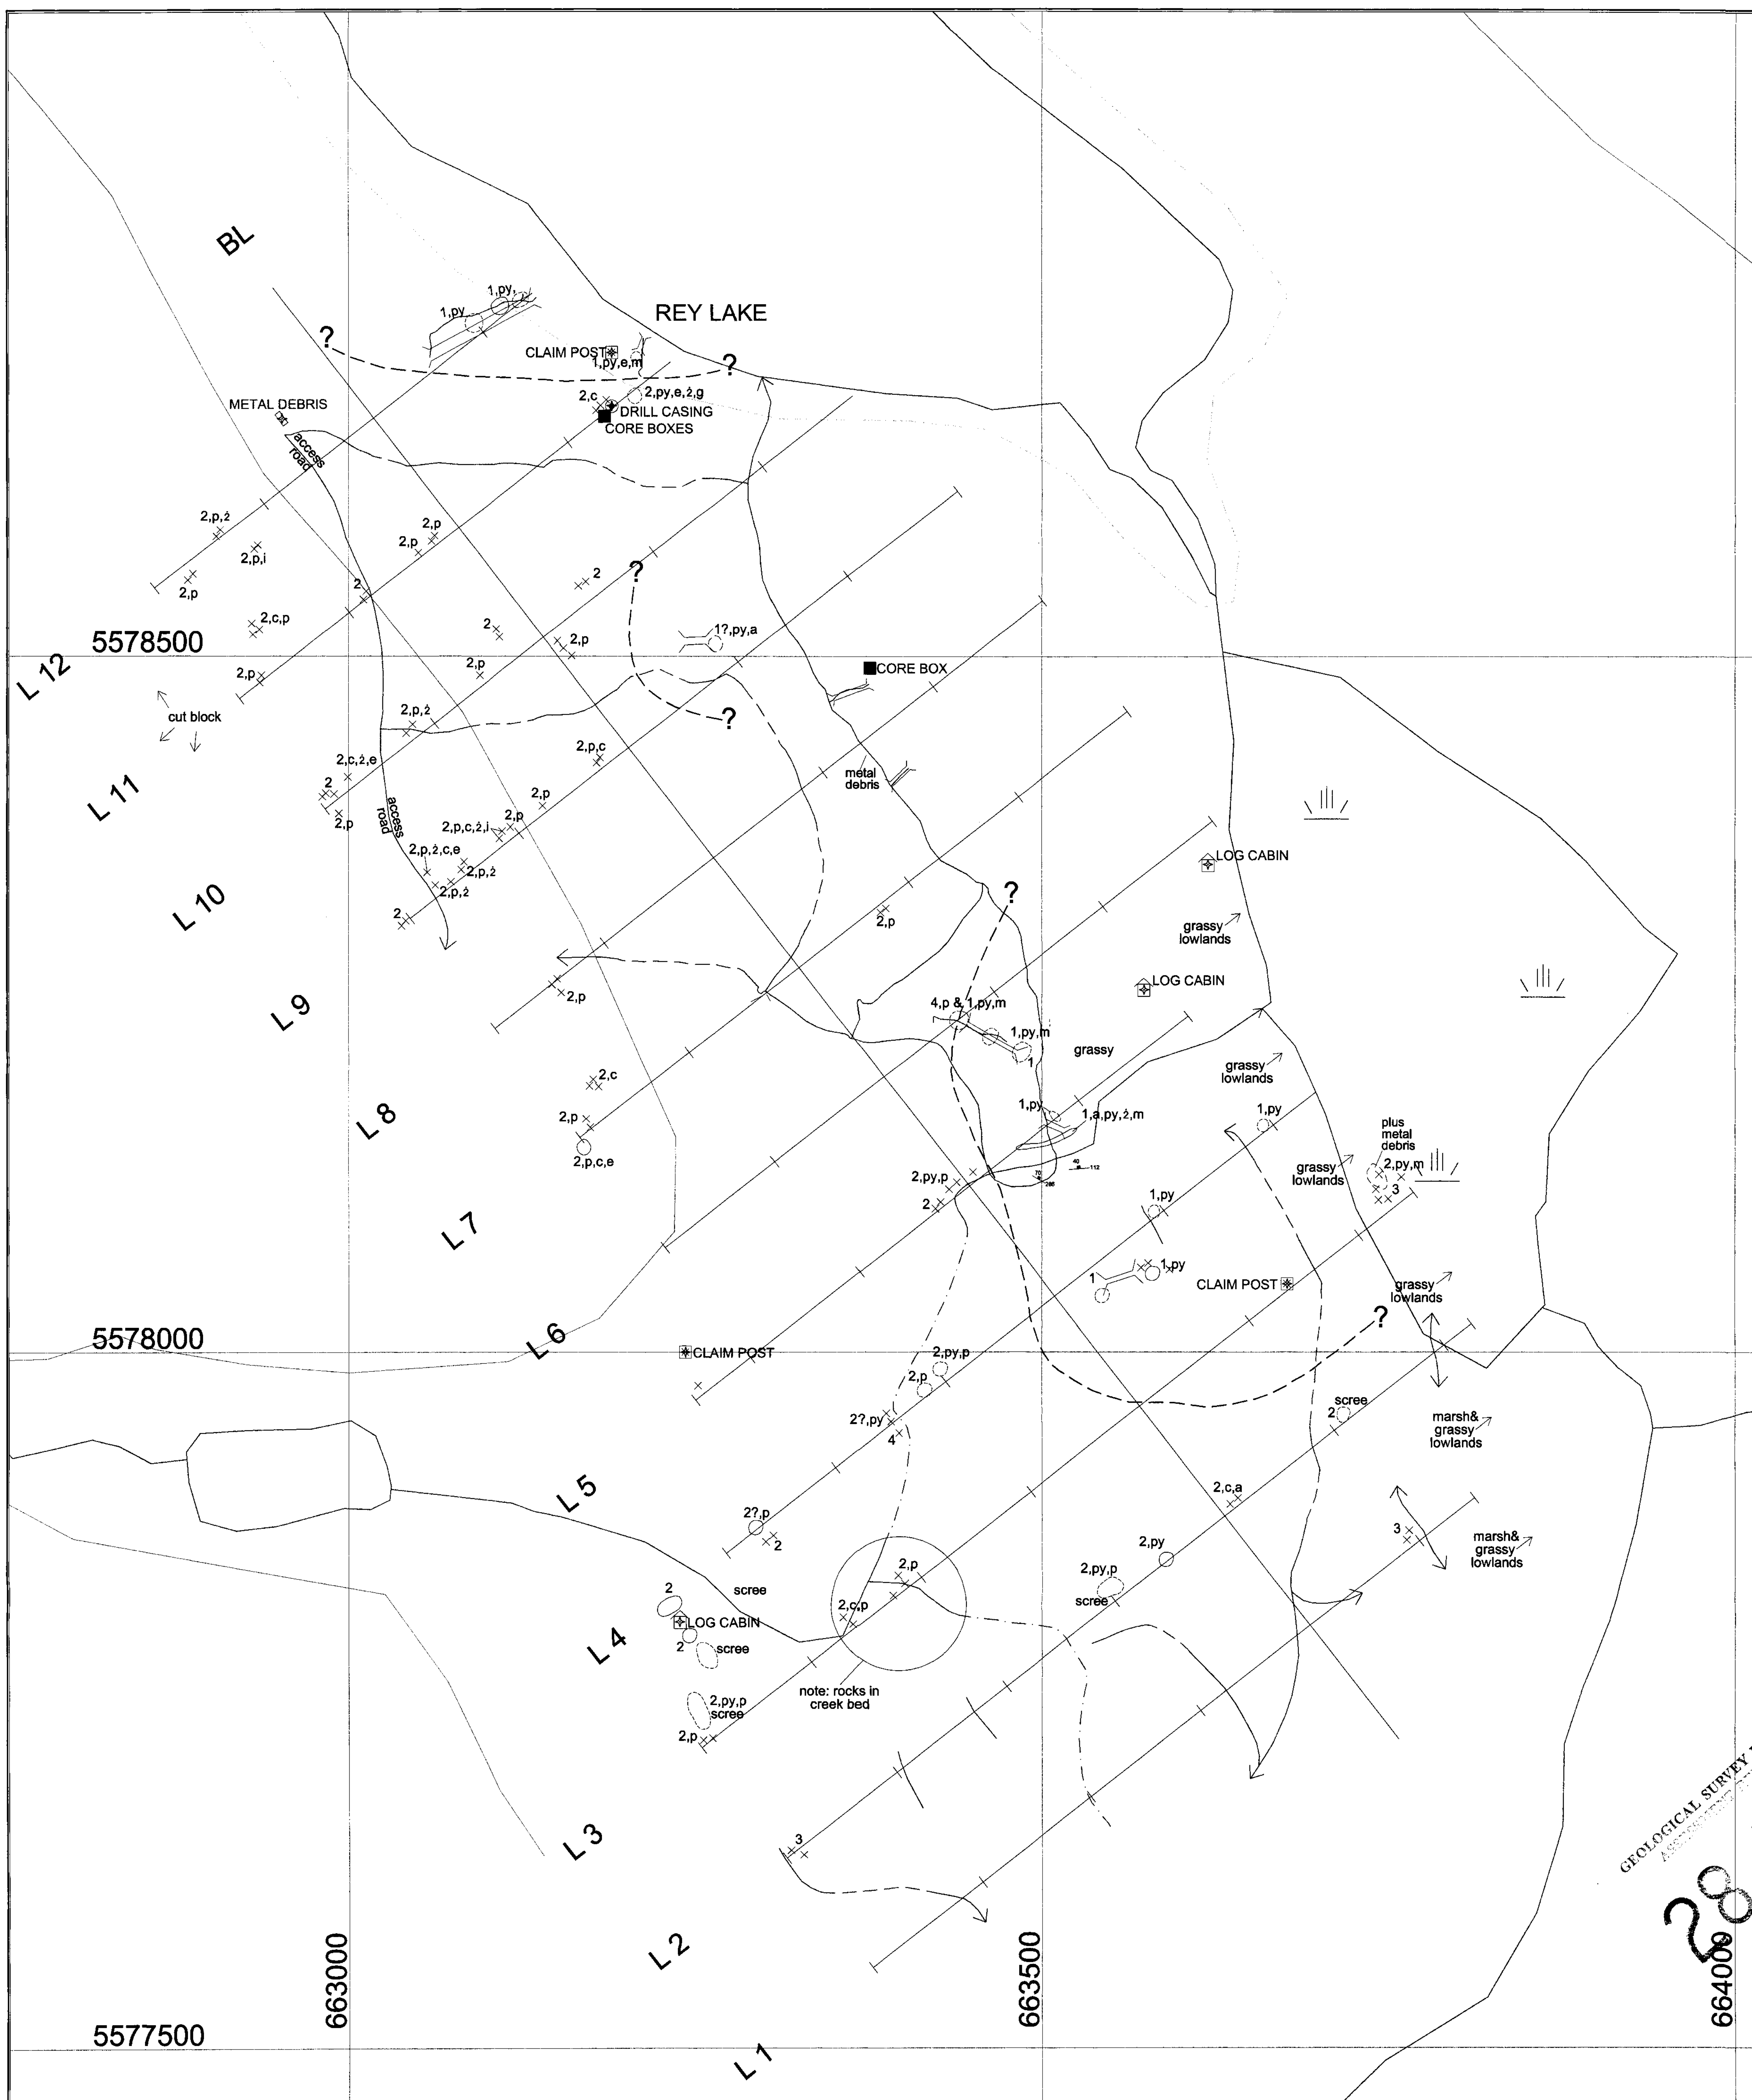 BL
1,py,
1,py
REY LAKE
?
CLAIM POST
1,py,e,m
?
METAL DEBRIS
2,c
2,py,e,ż,g
DRILL CASING
CORE BOXES
access
road
2,p,ż
2,p
2,p
2,p,i
2,p
2
2
?
2,c,p
2
1?,py,a
2,p
5578500
2,p
2,p
CORE BOX
L 12
cut block
2,p,ż
?
2,p,c
2,c,ż,e
metal
debris
2
2,p
2,p
L 11
access
road
2,p,c,ż,i
2,p
2,p,ż,c,e
2,p,ż
2,p,ż
LOG CABIN
?
L 10
2
2,p
grassy
lowlands
LOG CABIN
2,p
L 9
4,p & 1,py,m
1,py,m
1
grassy
grassy
lowlands
2,c
L 8
2,p
1,py
1,a,py,ż,m
1,py
plus
metal
debris
2,p,c,e
40
112
70
286
2,py,m
grassy
lowlands
2,py,p
3
2
1,py
L 7
1
1,py
CLAIM POST
grassy
lowlands
?
5578000
L 6
CLAIM POST
2,py,p
2,p
scree
2
2?,py
4
marsh&
grassy
lowlands
L 5
2,c,a
2?,p
2
3
marsh&
grassy
lowlands
2,py
2,p
2,py,p
scree
scree
2
2,c,p
LOG CABIN
L 4
2
scree
note: rocks in
creek bed
2,py,p
scree
2,p
GEOLOGICAL SURVEY
L 3
3
28
L 2
663000
663500
664000
5577500
L 1